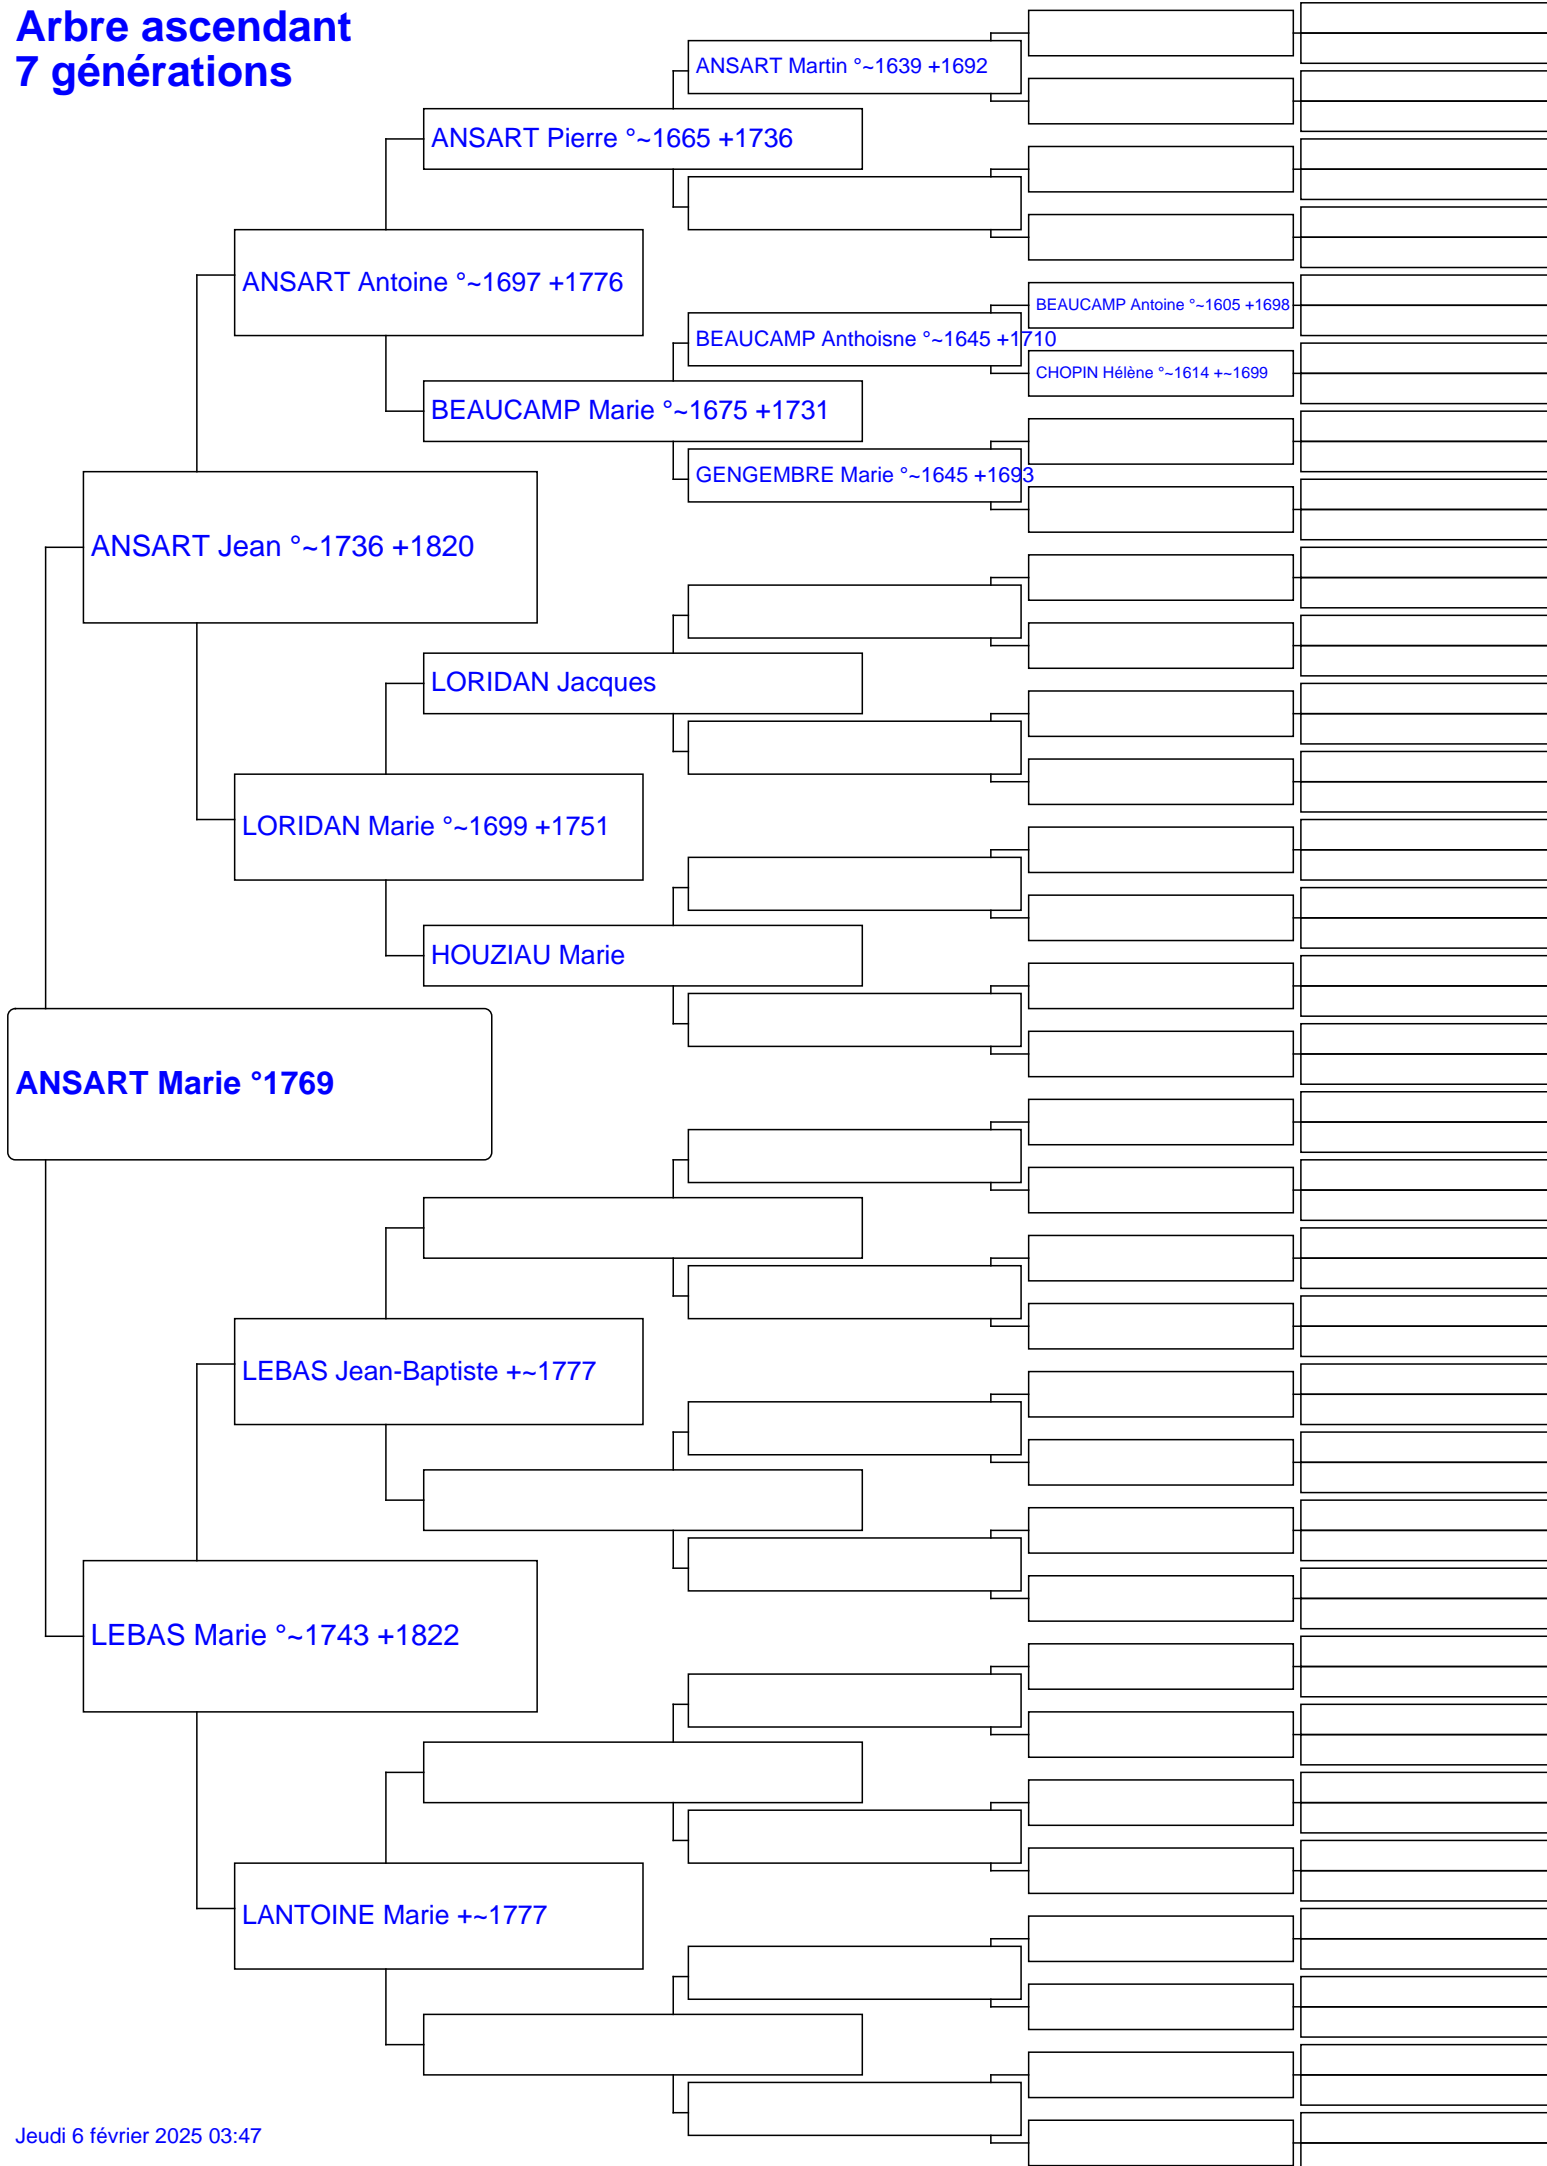 Arbre ascendant
7 générations
ANSART Martin °~1639 +1692
ANSART Pierre °~1665 +1736
ANSART Antoine °~1697 +1776
BEAUCAMP Antoine °~1605 +1698
BEAUCAMP Anthoisne °~1645 +1710
CHOPIN Hélène °~1614 +~1699
BEAUCAMP Marie °~1675 +1731
GENGEMBRE Marie °~1645 +1693
ANSART Jean °~1736 +1820
LORIDAN Jacques
LORIDAN Marie °~1699 +1751
HOUZIAU Marie
ANSART Marie °1769
LEBAS Jean-Baptiste +~1777
LEBAS Marie °~1743 +1822
LANTOINE Marie +~1777
Jeudi 6 février 2025 03:47